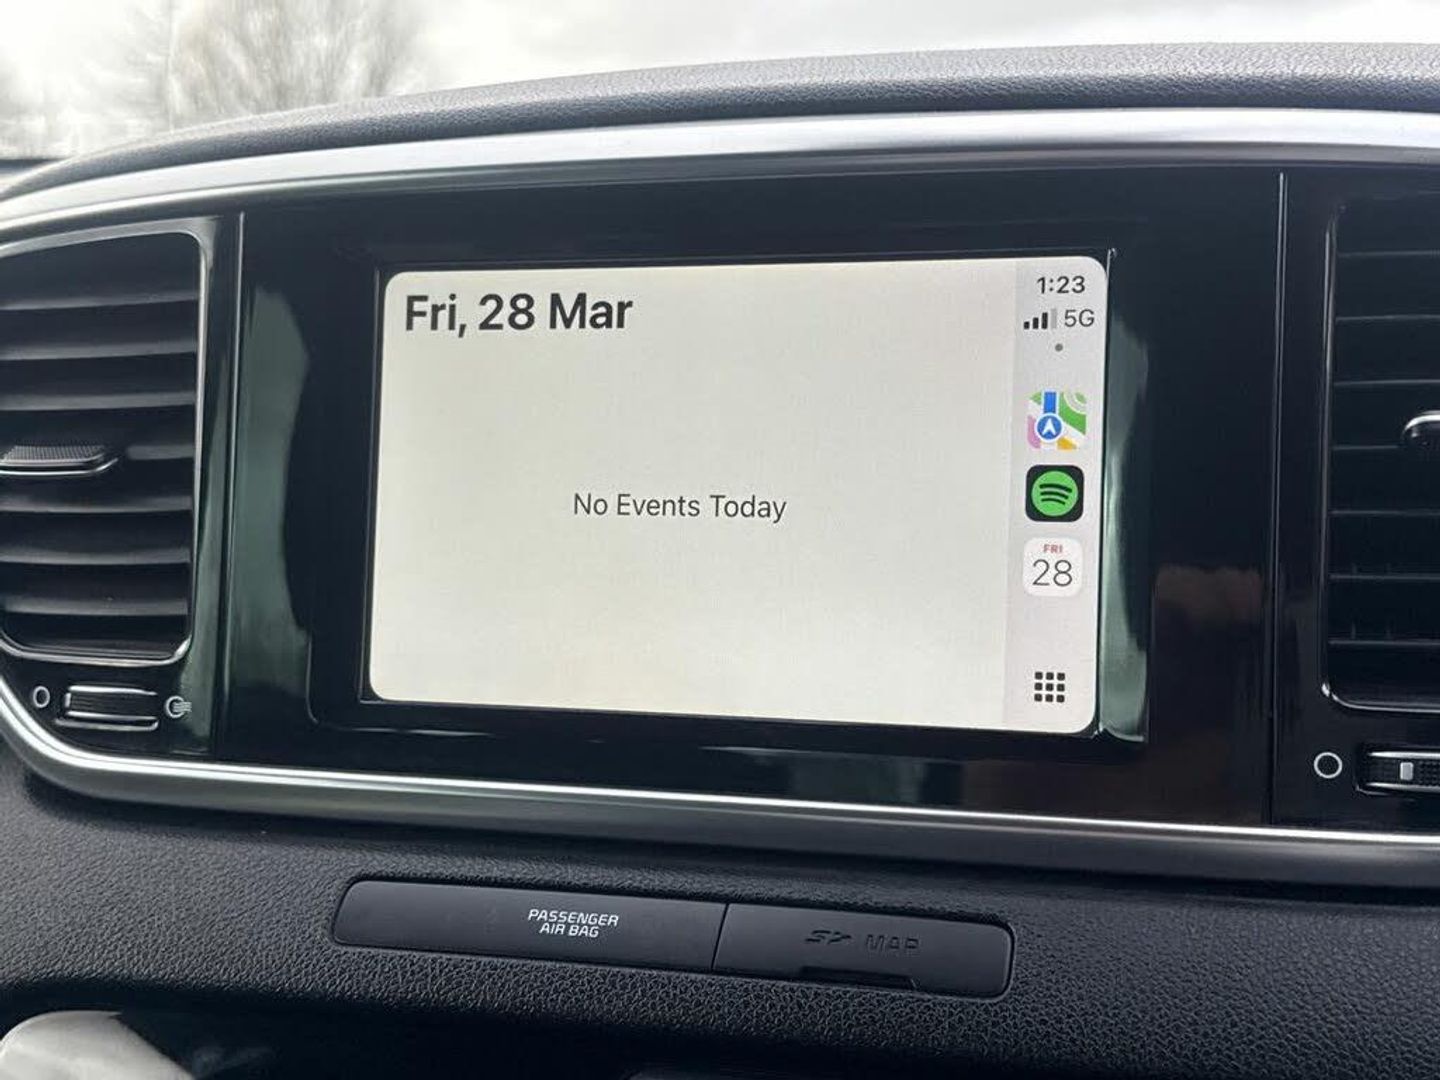 Fri, 28 Mar
1:23
5G
No Events Today
FRI
28
PASSENGER
AIR BAG
MAP